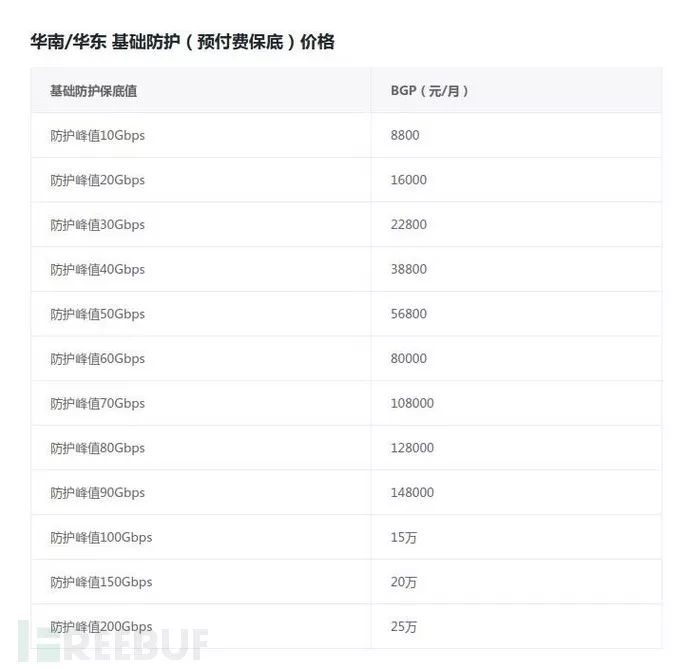 华南/华东 基础防护（预付费保底）价格
基础防护保底值 BGP（元/月）
防护峰值10Gbps 8800
防护峰值20Gbps 16000
防护峰值30Gbps 22800
防护峰值40Gbps 38800
防护峰值50Gbps 56800
防护峰值60Gbps 80000
防护峰值70Gbps 108000
防护峰值80Gbps 128000
防护峰值90Gbps 148000
防护峰值100Gbps 15万
防护峰值150Gbps 20万
防护峰值200Gbps 25万
FREEBUF